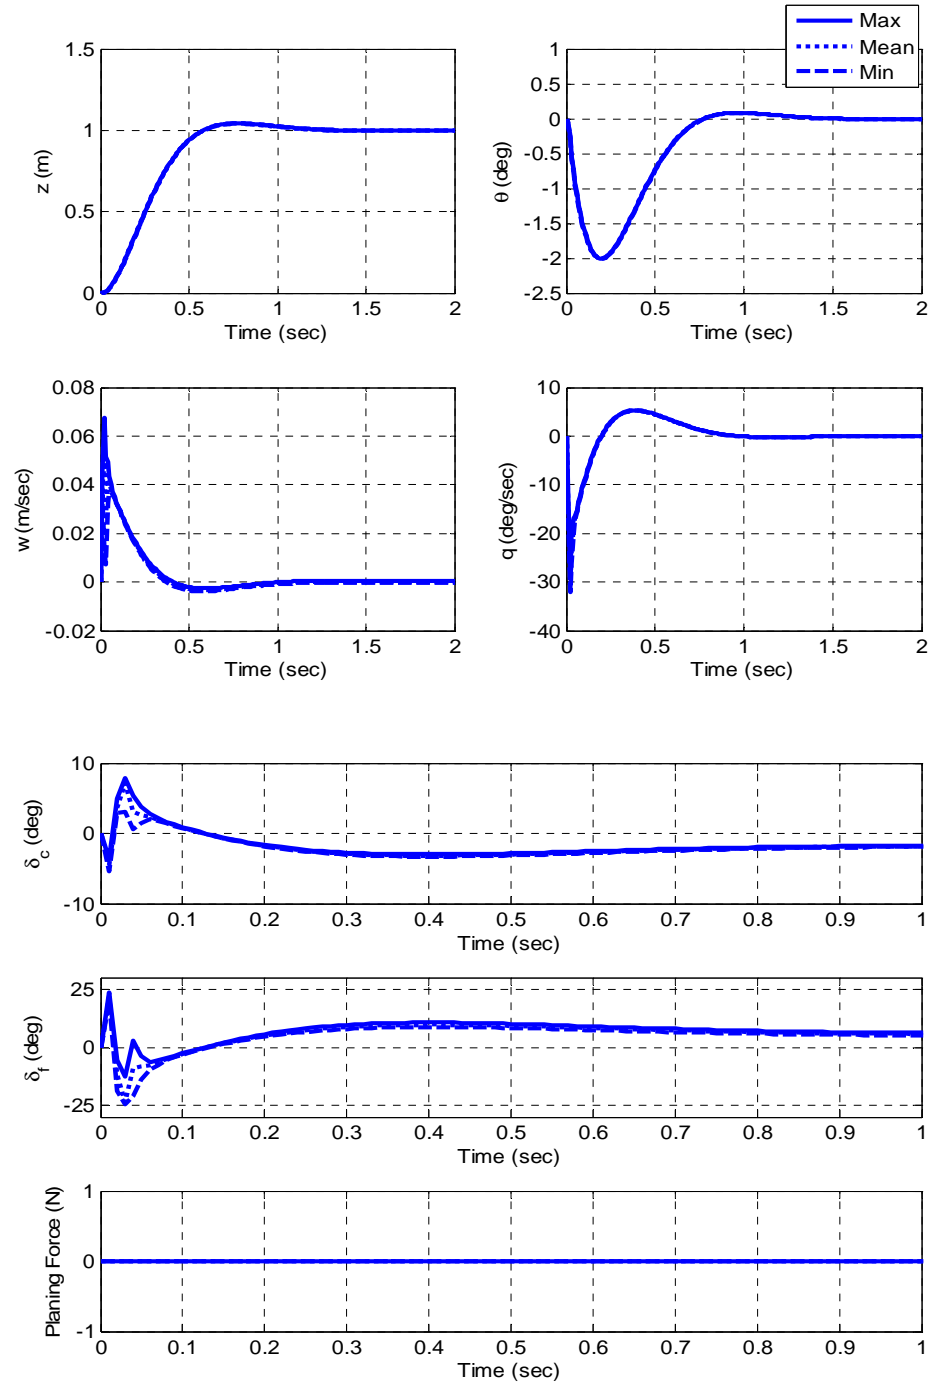 Max
Mean
Min
1.5
1
0.5
0
z (m)
0 0.5 1 1.5 2
Time (sec)
1
0.5
0
-0.5
-1
-1.5
-2
-2.5
θ (deg)
0 0.5 1 1.5 2
Time (sec)
0.08
0.06
0.04
0.02
0
-0.02
w (m/sec)
0 0.5 1 1.5 2
Time (sec)
10
0
-10
-20
-30
-40
q (deg/sec)
0 0.5 1 1.5 2
Time (sec)
10
0
-10
δc (deg)
0 0.1 0.2 0.3 0.4 0.5 0.6 0.7 0.8 0.9 1
Time (sec)
25
0
-25
δf (deg)
0 0.1 0.2 0.3 0.4 0.5 0.6 0.7 0.8 0.9 1
Time (sec)
1
0
-1
Planing Force (N)
0 0.1 0.2 0.3 0.4 0.5 0.6 0.7 0.8 0.9 1
Time (sec)